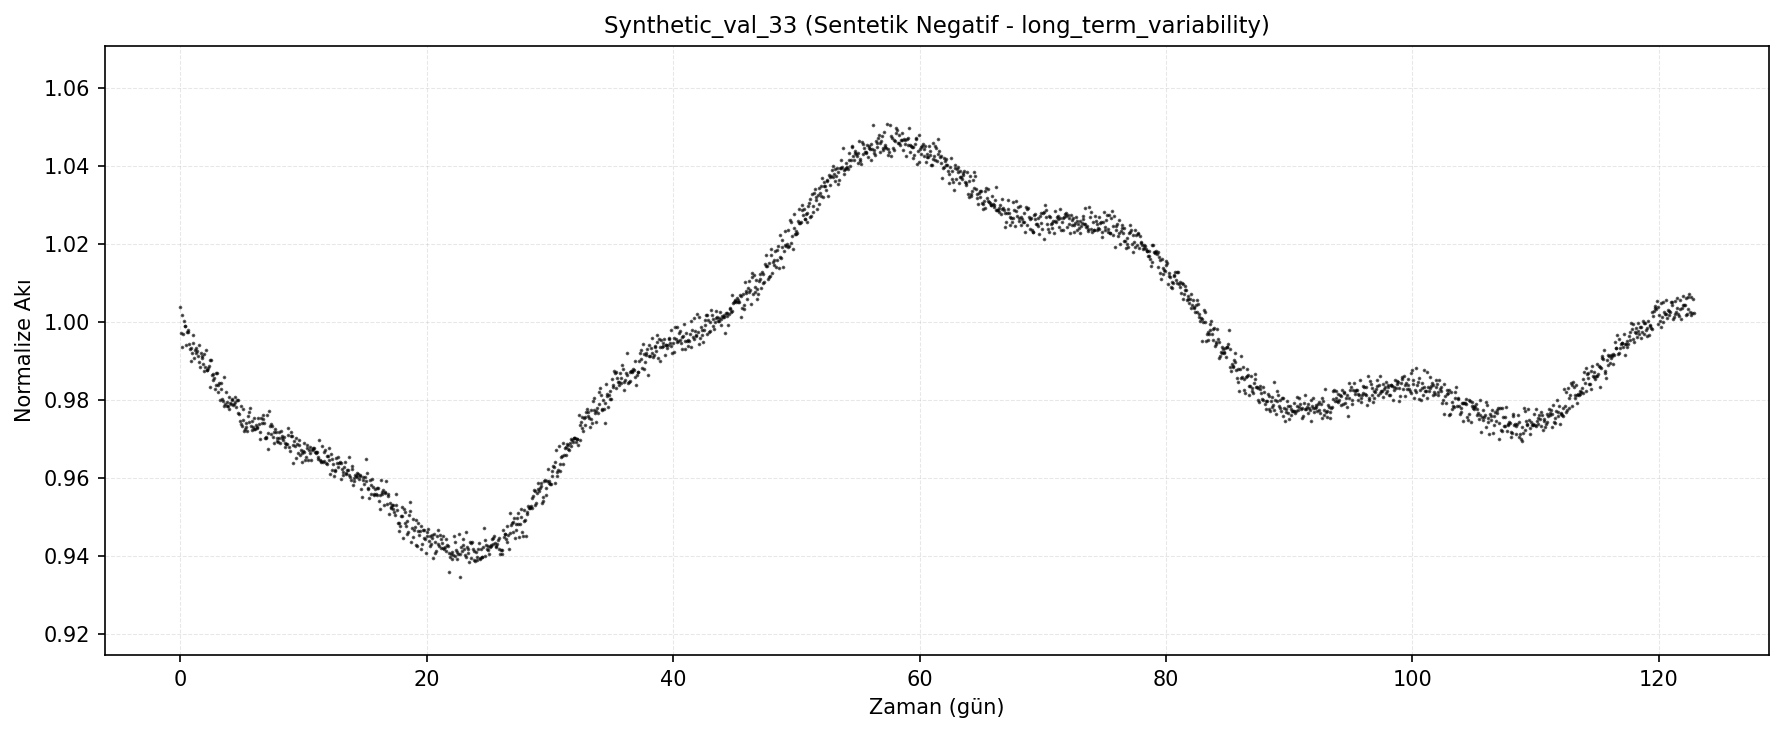 Synthetic_val_33 (Sentetik Negatif - long_term_variability)
1.06
1.04
1.02
1.00
0.98
0.96
0.94
0.92
Normalize Akı
0 20 40 60 80 100 120
Zaman (gün)